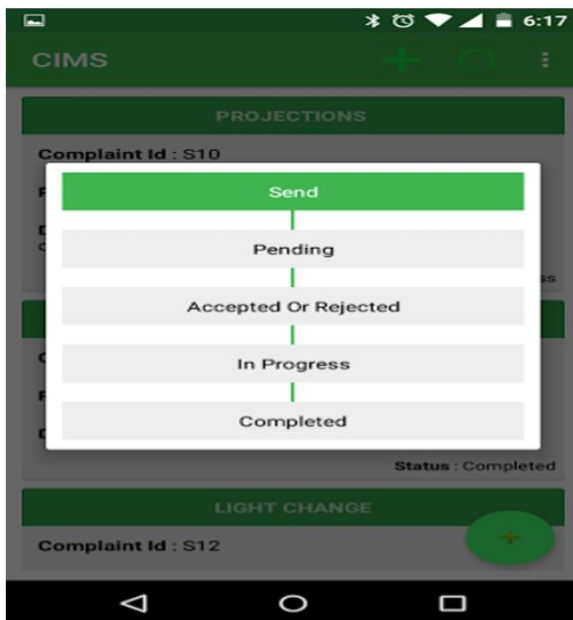 6:17
CIMS
PROJECTIONS
Complaint Id : S10
Send
Pending
Accepted Or Rejected
In Progress
Completed
Status : Completed
LIGHT CHANGE
Complaint Id : S12